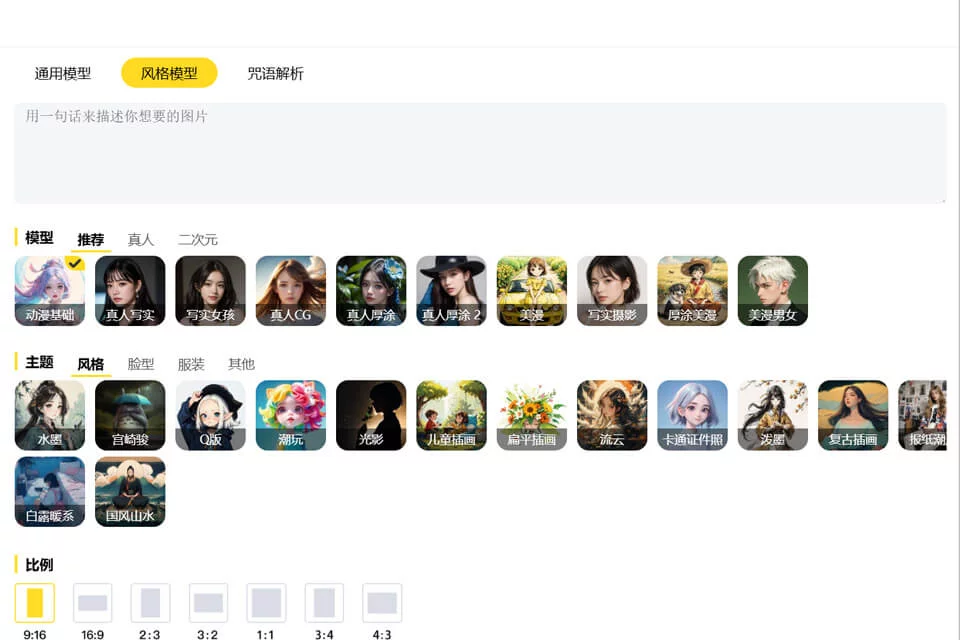 通用模型 风格模型 咒语解析
用一句话来描述你想要的图片
模型 推荐 真人 二次元
动漫基础 真人写实 写实女孩 真人CG 真人厚涂 真人厚涂 2 美漫 写实摄影 厚涂美漫 美漫男女
主题 风格 脸型 服装 其他
水墨 宫崎骏 Q版 潮玩 光影 儿童插画 扁平插画 流云 卡通证件照 泼墨 复古插画 报纸潮
白露暖系 国风山水
比例
9:16 16:9 2:3 3:2 1:1 3:4 4:3